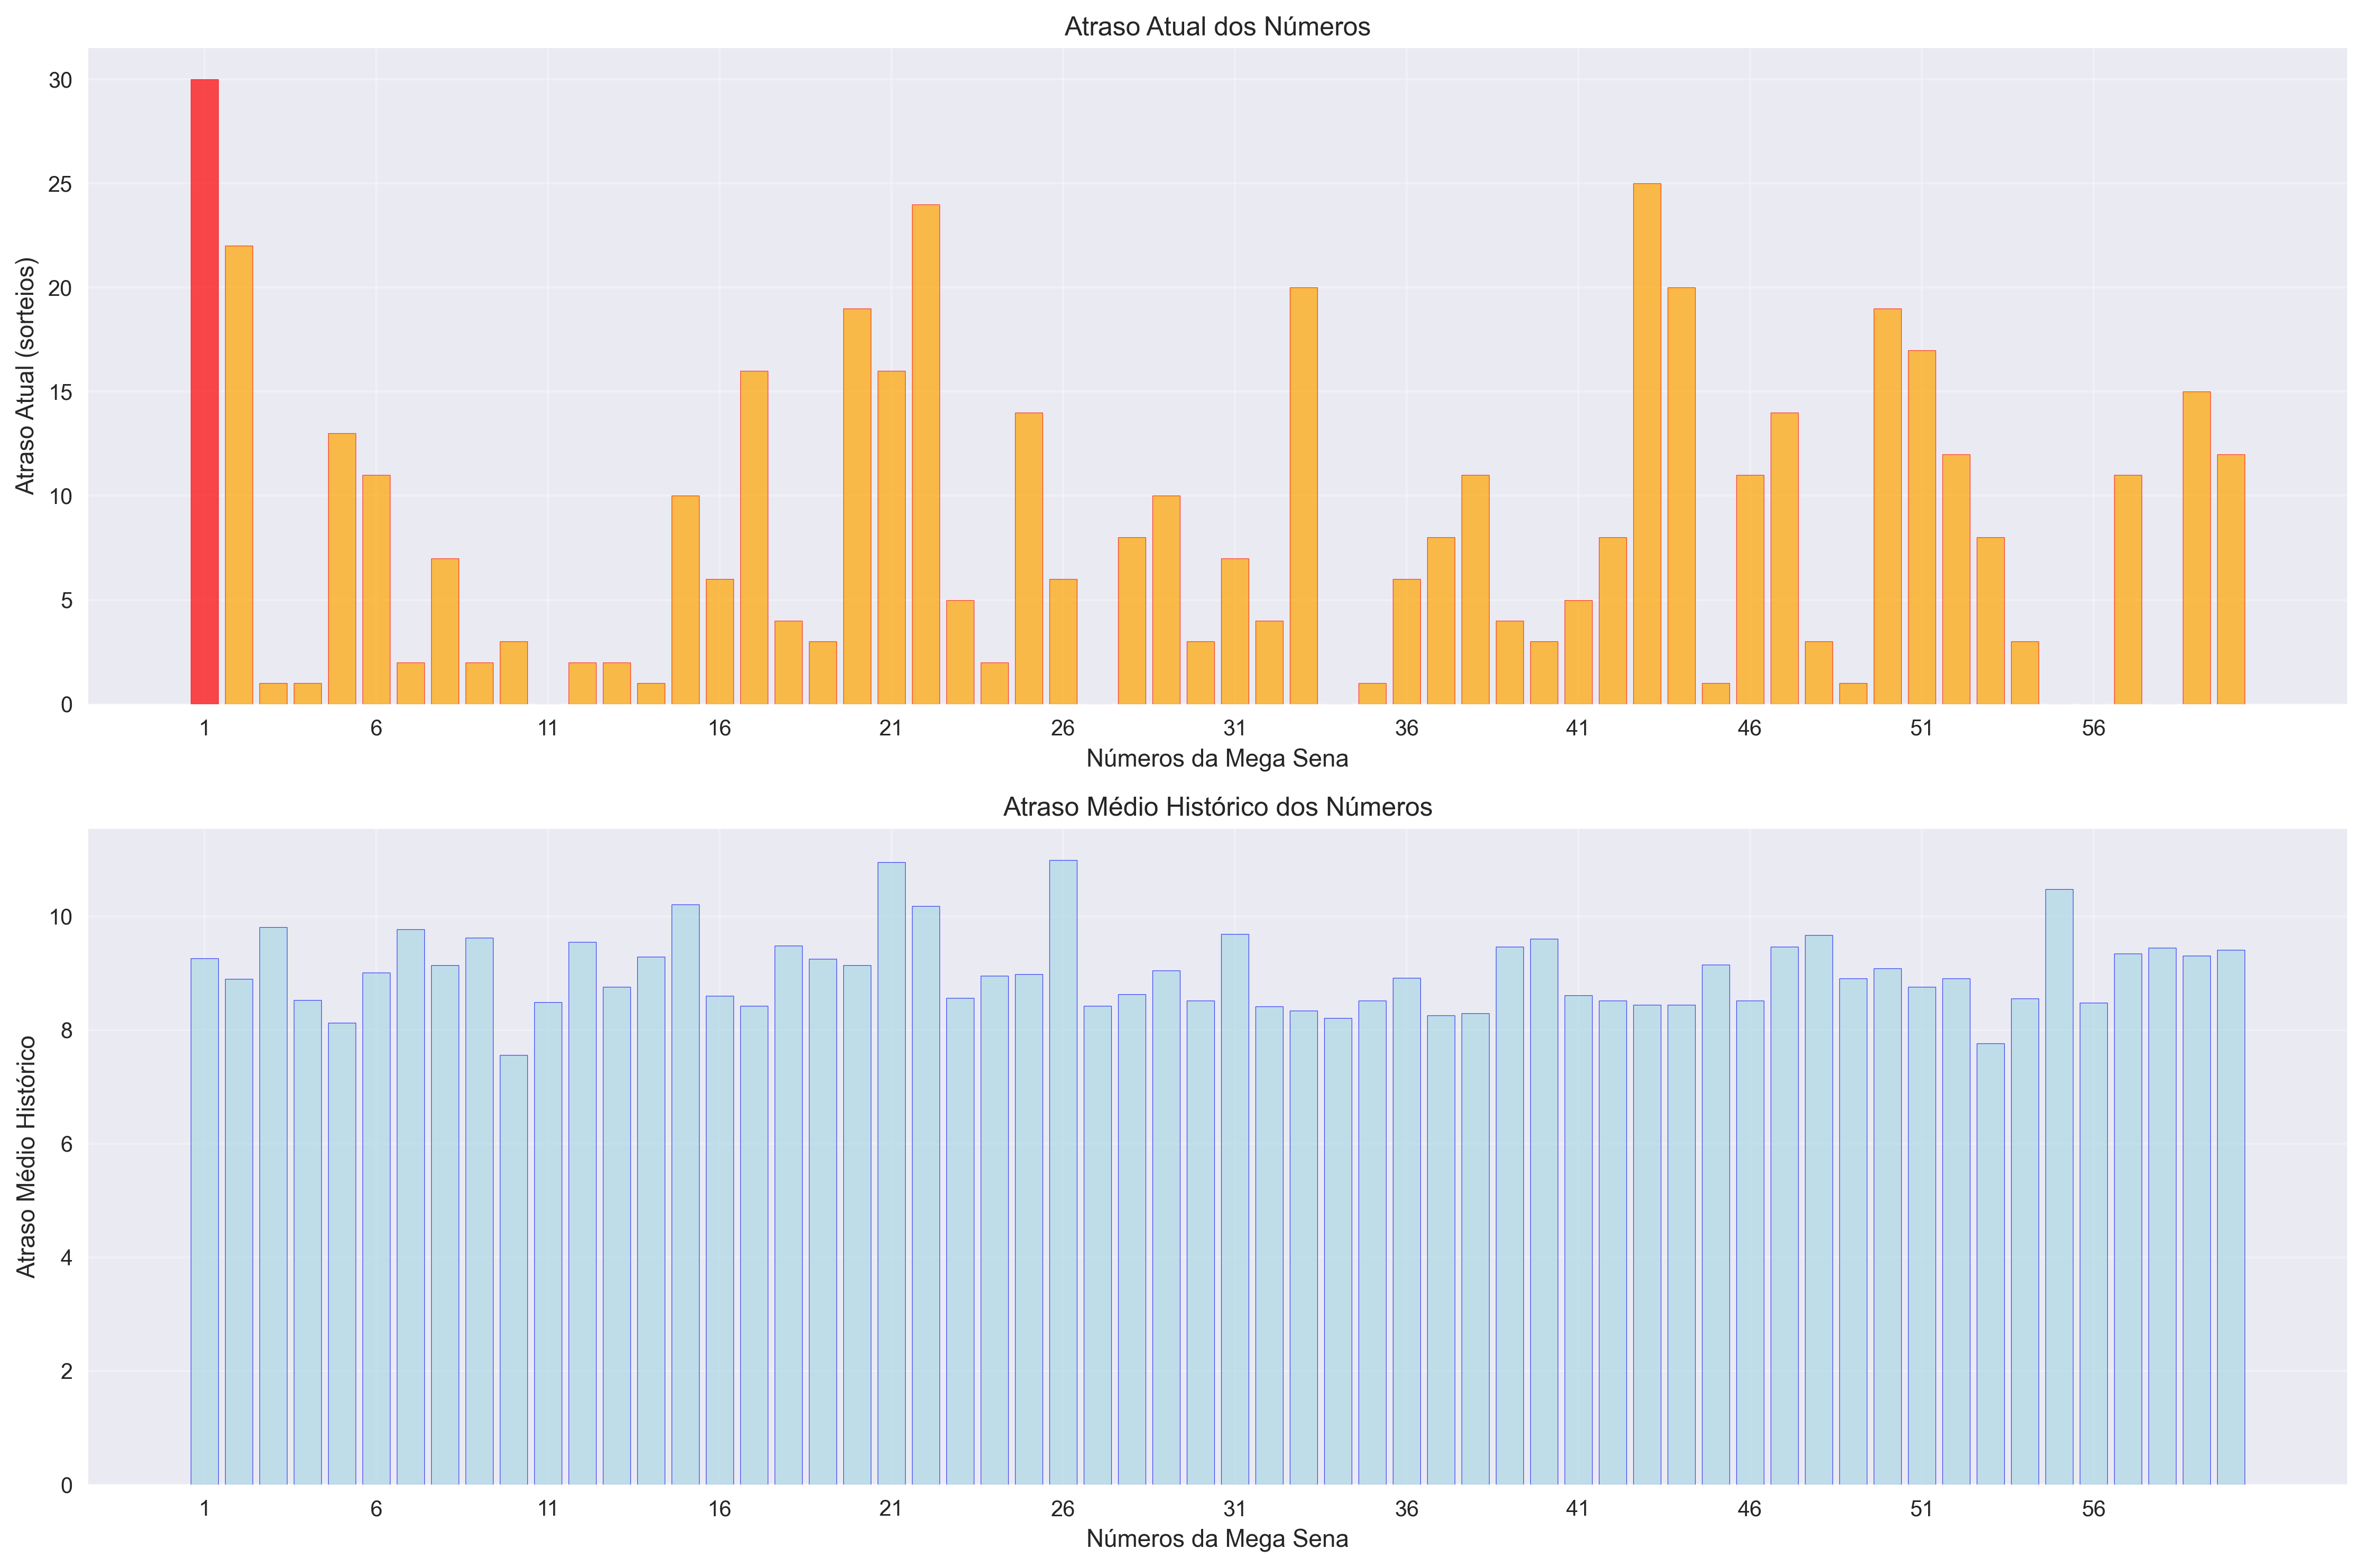 Atraso Atual dos Números
Atraso Atual (sorteios)
30
25
20
15
10
5
0
1 6 11 16 21 26 31 36 41 46 51 56
Números da Mega Sena
Atraso Médio Histórico dos Números
Atraso Médio Histórico
10
8
6
4
2
0
1 6 11 16 21 26 31 36 41 46 51 56
Números da Mega Sena